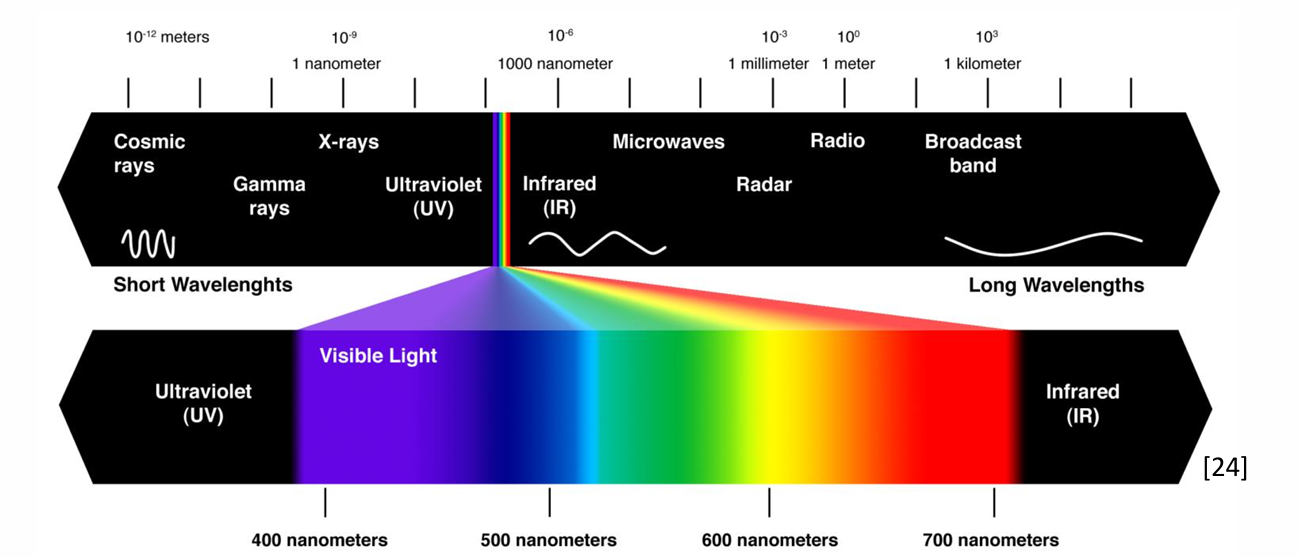 10-12 meters 10-9 10-6 10-3 100 103
1 nanometer 1000 nanometer 1 millimeter 1 meter 1 kilometer
Cosmic
rays
X-rays
Microwaves
Radio
Broadcast
band
Gamma
rays
Ultraviolet
(UV)
Infrared
(IR)
Radar
Short Wavelenghts
Long Wavelengths
Visible Light
Ultraviolet
(UV)
Infrared
(IR)
[24]
400 nanometers 500 nanometers 600 nanometers 700 nanometers